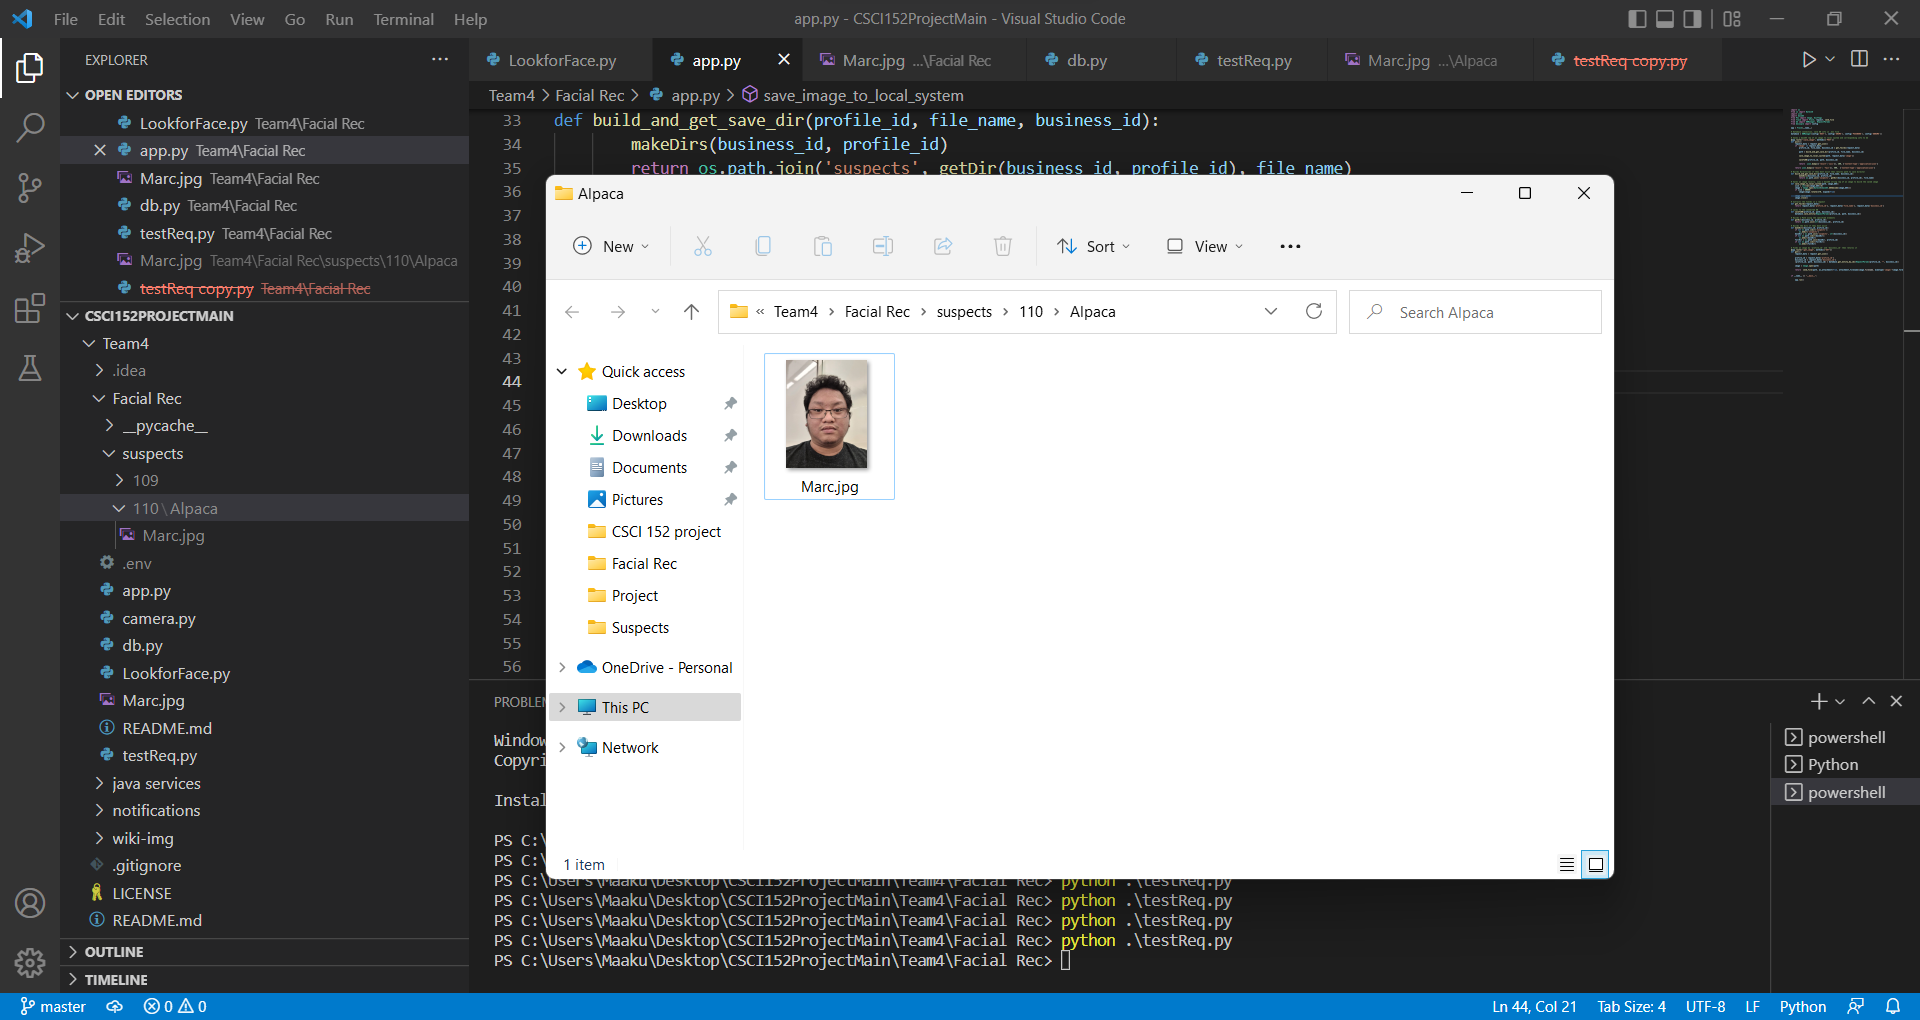 File Edit Selection View Go Run Terminal Help
app.py - CSCI152ProjectMain - Visual Studio Code
EXPLORER
OPEN EDITORS
LookforFace.py Team4\Facial Rec
app.py Team4\Facial Rec
Marc.jpg Team4\Facial Rec
db.py Team4\Facial Rec
testReq.py Team4\Facial Rec
Marc.jpg Team4\Facial Rec\suspects\110\Alpaca
testReq copy.py Team4\Facial Rec
CSCI152PROJECTMAIN
Team4
.idea
Facial Rec
__pycache__
suspects
109
110\Alpaca
Marc.jpg
.env
app.py
camera.py
db.py
LookforFace.py
Marc.jpg
README.md
testReq.py
java services
notifications
wiki-img
.gitignore
LICENSE
README.md
OUTLINE
TIMELINE
LookforFace.py
app.py
Marc.jpg ...\Facial Rec
db.py
testReq.py
Marc.jpg ...\Alpaca
testReq copy.py
Team4 > Facial Rec > app.py > save_image_to_local_system
33 def build_and_get_save_dir(profile_id, file_name, business_id):
34 makeDirs(business_id, profile_id)
35 return os.path.join('suspects', getDir(business_id, profile_id), file_name)
36
37
38
39
40
41
42
43
44
45
46
47
48
49
50
51
52
53
54
55
56
Alpaca
New
Sort
View
« Team4 > Facial Rec > suspects > 110 > Alpaca
Search Alpaca
Quick access
Desktop
Downloads
Documents
Pictures
CSCI 152 project
Facial Rec
Project
Suspects
OneDrive - Personal
This PC
Network
Marc.jpg
1 item
PROBLEM
Window
Copyri
Instal
PS C:\
PS C:\
PS C:\Users\Maaku\Desktop\CSCI152ProjectMain\Team4\Facial Rec> python .\testReq.py
PS C:\Users\Maaku\Desktop\CSCI152ProjectMain\Team4\Facial Rec> python .\testReq.py
PS C:\Users\Maaku\Desktop\CSCI152ProjectMain\Team4\Facial Rec> python .\testReq.py
PS C:\Users\Maaku\Desktop\CSCI152ProjectMain\Team4\Facial Rec> python .\testReq.py
PS C:\Users\Maaku\Desktop\CSCI152ProjectMain\Team4\Facial Rec>
powershell
Python
powershell
master
0 0
Ln 44, Col 21 Tab Size: 4 UTF-8 LF Python